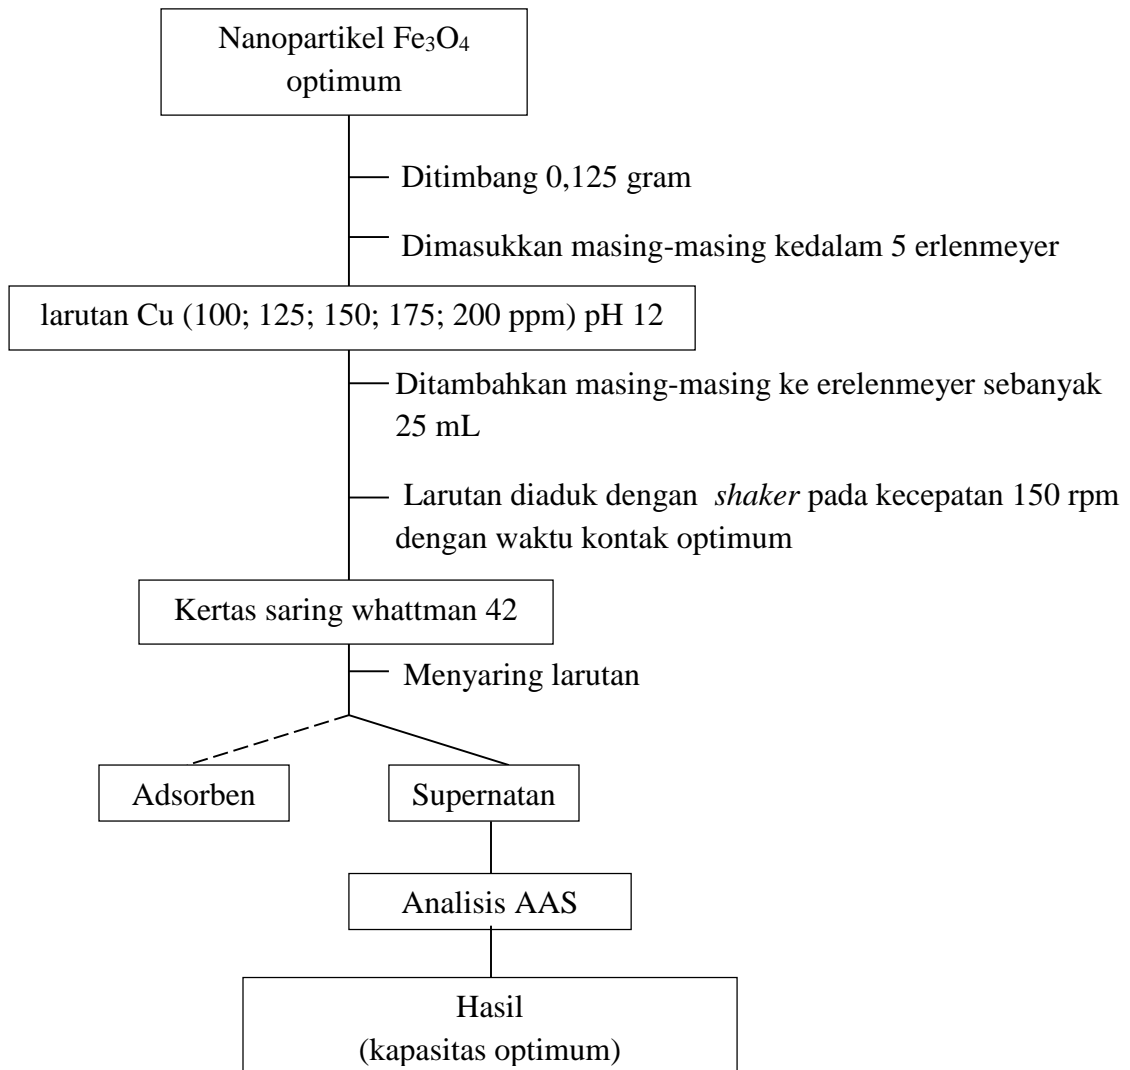 Nanopartikel Fe₃O₄
optimum
Ditimbang 0,125 gram
Dimasukkan masing-masing kedalam 5 erlenmeyer
larutan Cu (100; 125; 150; 175; 200 ppm) pH 12
Ditambahkan masing-masing ke erelenmeyer sebanyak
25 mL
Larutan diaduk dengan shaker pada kecepatan 150 rpm
dengan waktu kontak optimum
Kertas saring whattman 42
Menyaring larutan
Adsorben
Supernatan
Analisis AAS
Hasil
(kapasitas optimum)